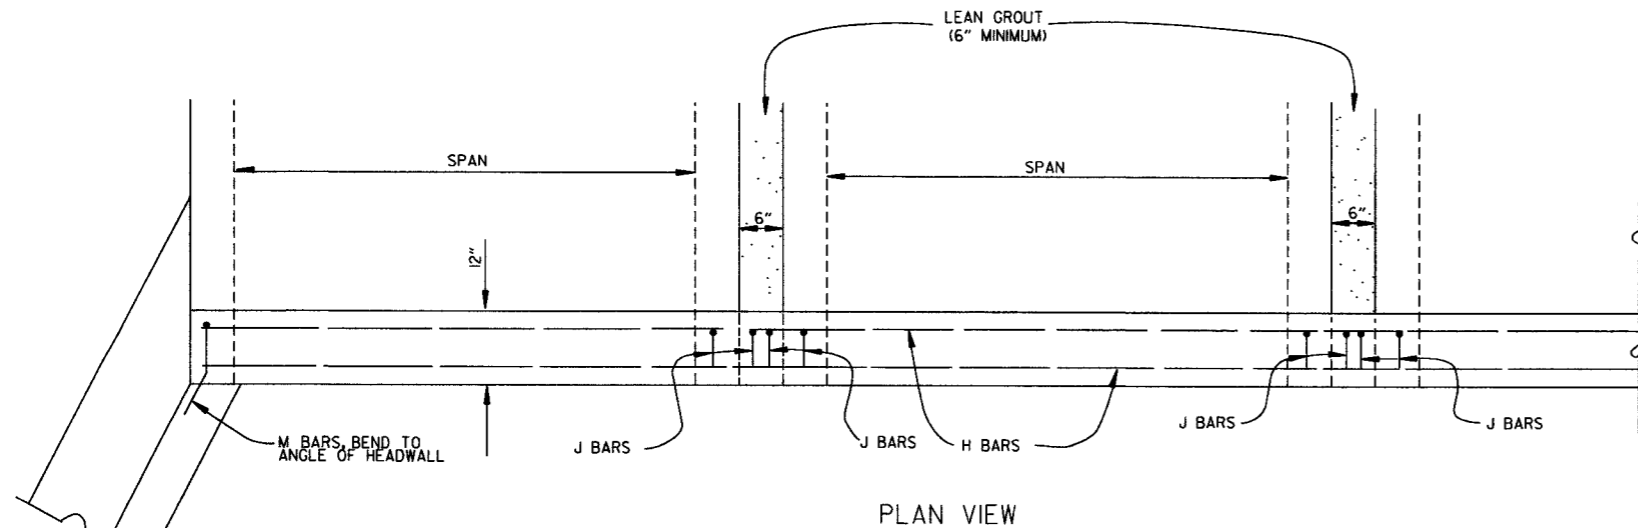 LEAN GROUT
(6" MINIMUM)
SPAN
SPAN
6"
6"
12"
M BARS, BEND TO
ANGLE OF HEADWALL
J BARS
J BARS
H BARS
J BARS
J BARS
PLAN VIEW